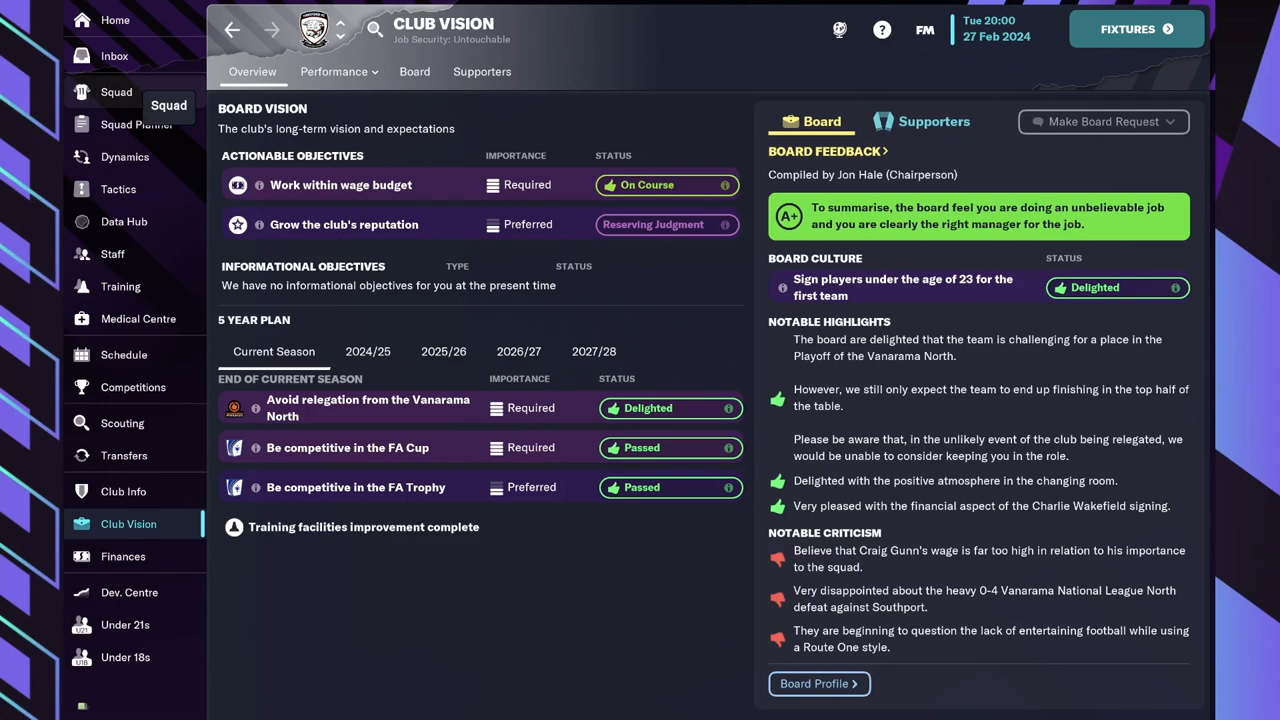 Home
Inbox
Squad
Squad
Squad Planner
Dynamics
Tactics
Data Hub
Staff
Training
Medical Centre
Schedule
Competitions
Scouting
Transfers
Club Info
Club Vision
Finances
Dev. Centre
U21
Under 21s
U18
Under 18s
CLUB VISION
Job Security: Untouchable
FM
Tue 20:00
27 Feb 2024
FIXTURES
Overview
Performance
Board
Supporters
BOARD VISION
The club's long-term vision and expectations
ACTIONABLE OBJECTIVES IMPORTANCE STATUS
Work within wage budget Required On Course
Grow the club's reputation Preferred Reserving Judgment
INFORMATIONAL OBJECTIVES TYPE STATUS
We have no informational objectives for you at the present time
5 YEAR PLAN
Current Season 2024/25 2025/26 2026/27 2027/28
END OF CURRENT SEASON IMPORTANCE STATUS
Avoid relegation from the Vanarama
North Required Delighted
Be competitive in the FA Cup Required Passed
Be competitive in the FA Trophy Preferred Passed
Training facilities improvement complete
Board Supporters Make Board Request
BOARD FEEDBACK
Compiled by Jon Hale (Chairperson)
A+
To summarise, the board feel you are doing an unbelievable job
and you are clearly the right manager for the job.
BOARD CULTURE STATUS
Sign players under the age of 23 for the
first team Delighted
NOTABLE HIGHLIGHTS
The board are delighted that the team is challenging for a place in the
Playoff of the Vanarama North.
However, we still only expect the team to end up finishing in the top half of
the table.
Please be aware that, in the unlikely event of the club being relegated, we
would be unable to consider keeping you in the role.
Delighted with the positive atmosphere in the changing room.
Very pleased with the financial aspect of the Charlie Wakefield signing.
NOTABLE CRITICISM
Believe that Craig Gunn's wage is far too high in relation to his importance
to the squad.
Very disappointed about the heavy 0-4 Vanarama National League North
defeat against Southport.
They are beginning to question the lack of entertaining football while using
a Route One style.
Board Profile